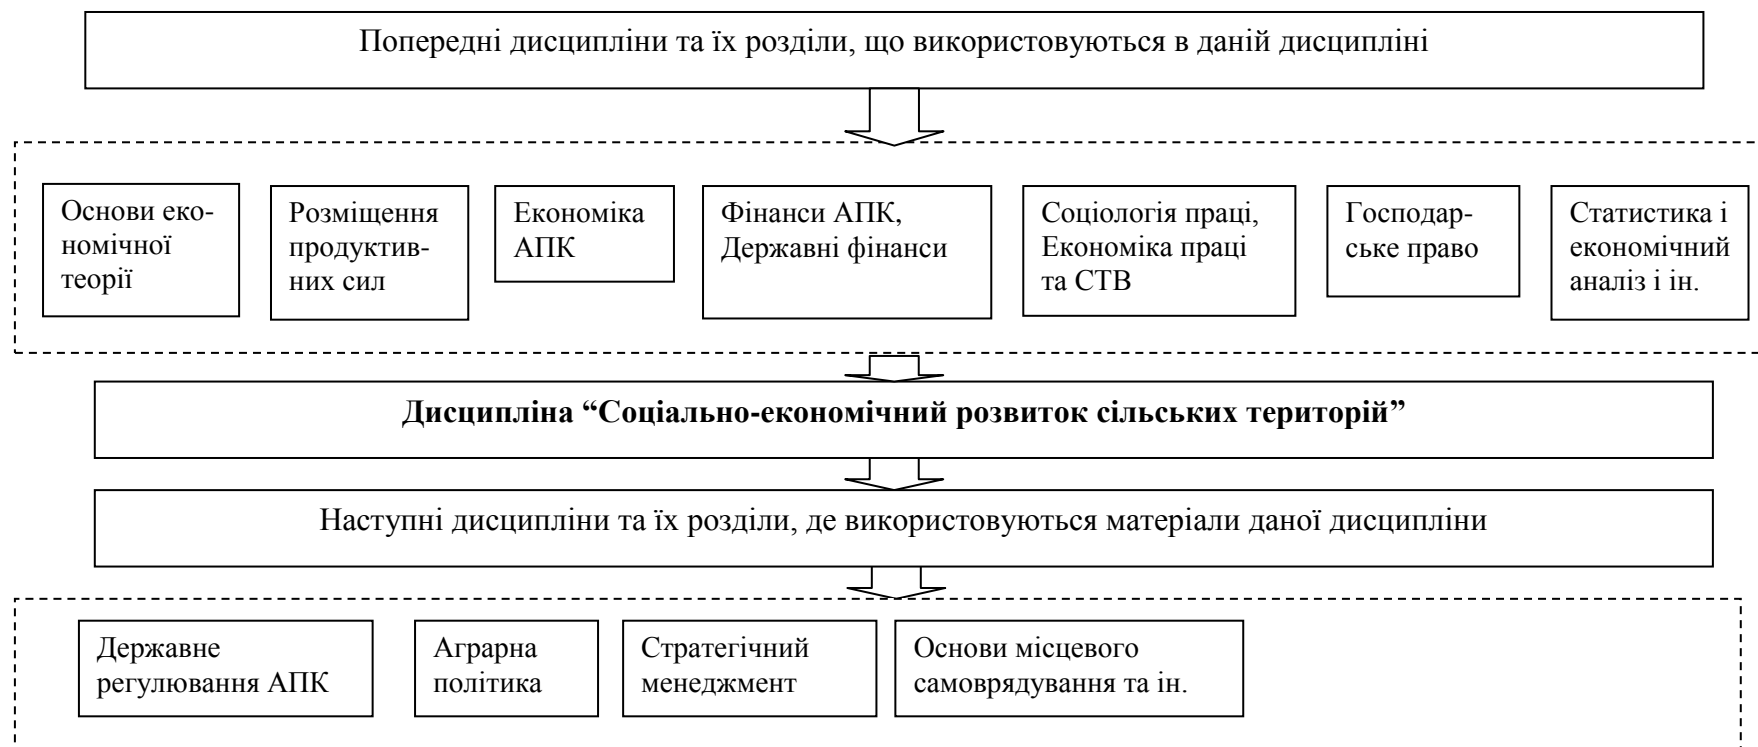 Попередні дисципліни та їх розділи, що використовуються в даній дисципліні
Основи еко-
номічної
теорії
Розміщення
продуктив-
них сил
Економіка
АПК
Фінанси АПК,
Державні фінанси
Соціологія праці,
Економіка праці
та СТВ
Господар-
ське право
Статистика і
економічний
аналіз і ін.
Дисципліна “Соціально-економічний розвиток сільських територій”
Наступні дисципліни та їх розділи, де використовуються матеріали даної дисципліни
Державне
регулювання АПК
Аграрна
політика
Стратегічний
менеджмент
Основи місцевого
самоврядування та ін.